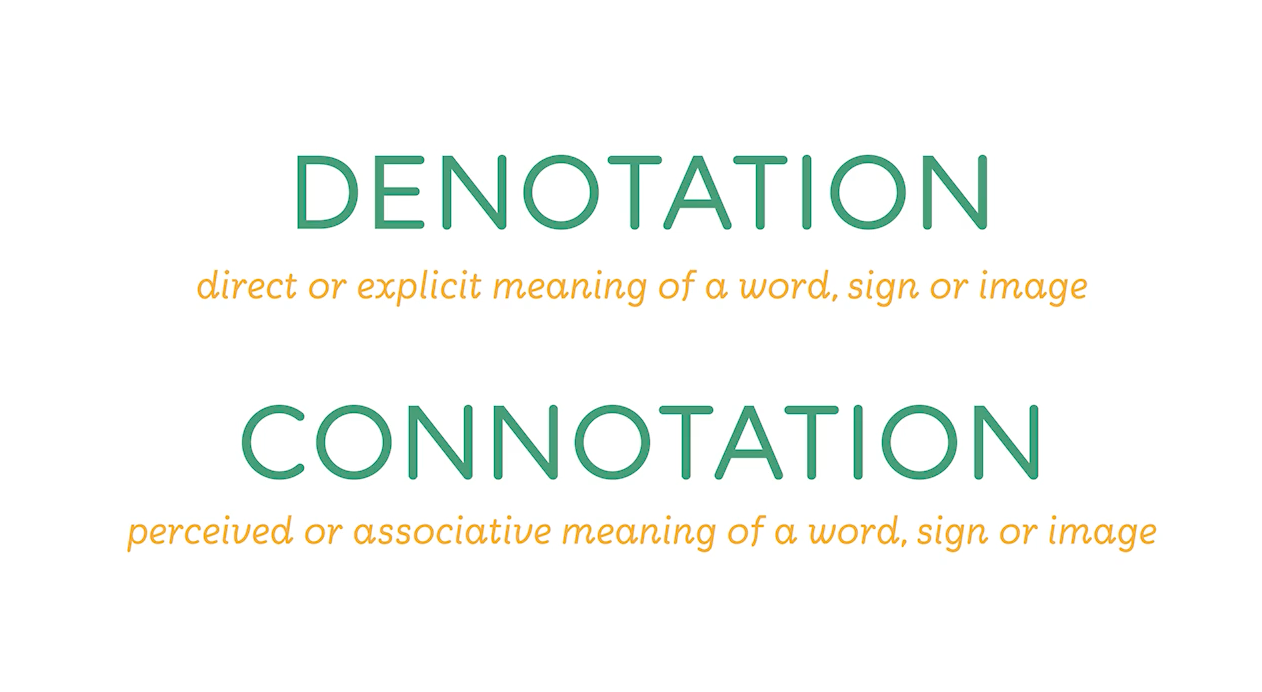 DENOTATION
direct or explicit meaning of a word, sign or image
CONNOTATION
perceived or associative meaning of a word, sign or image